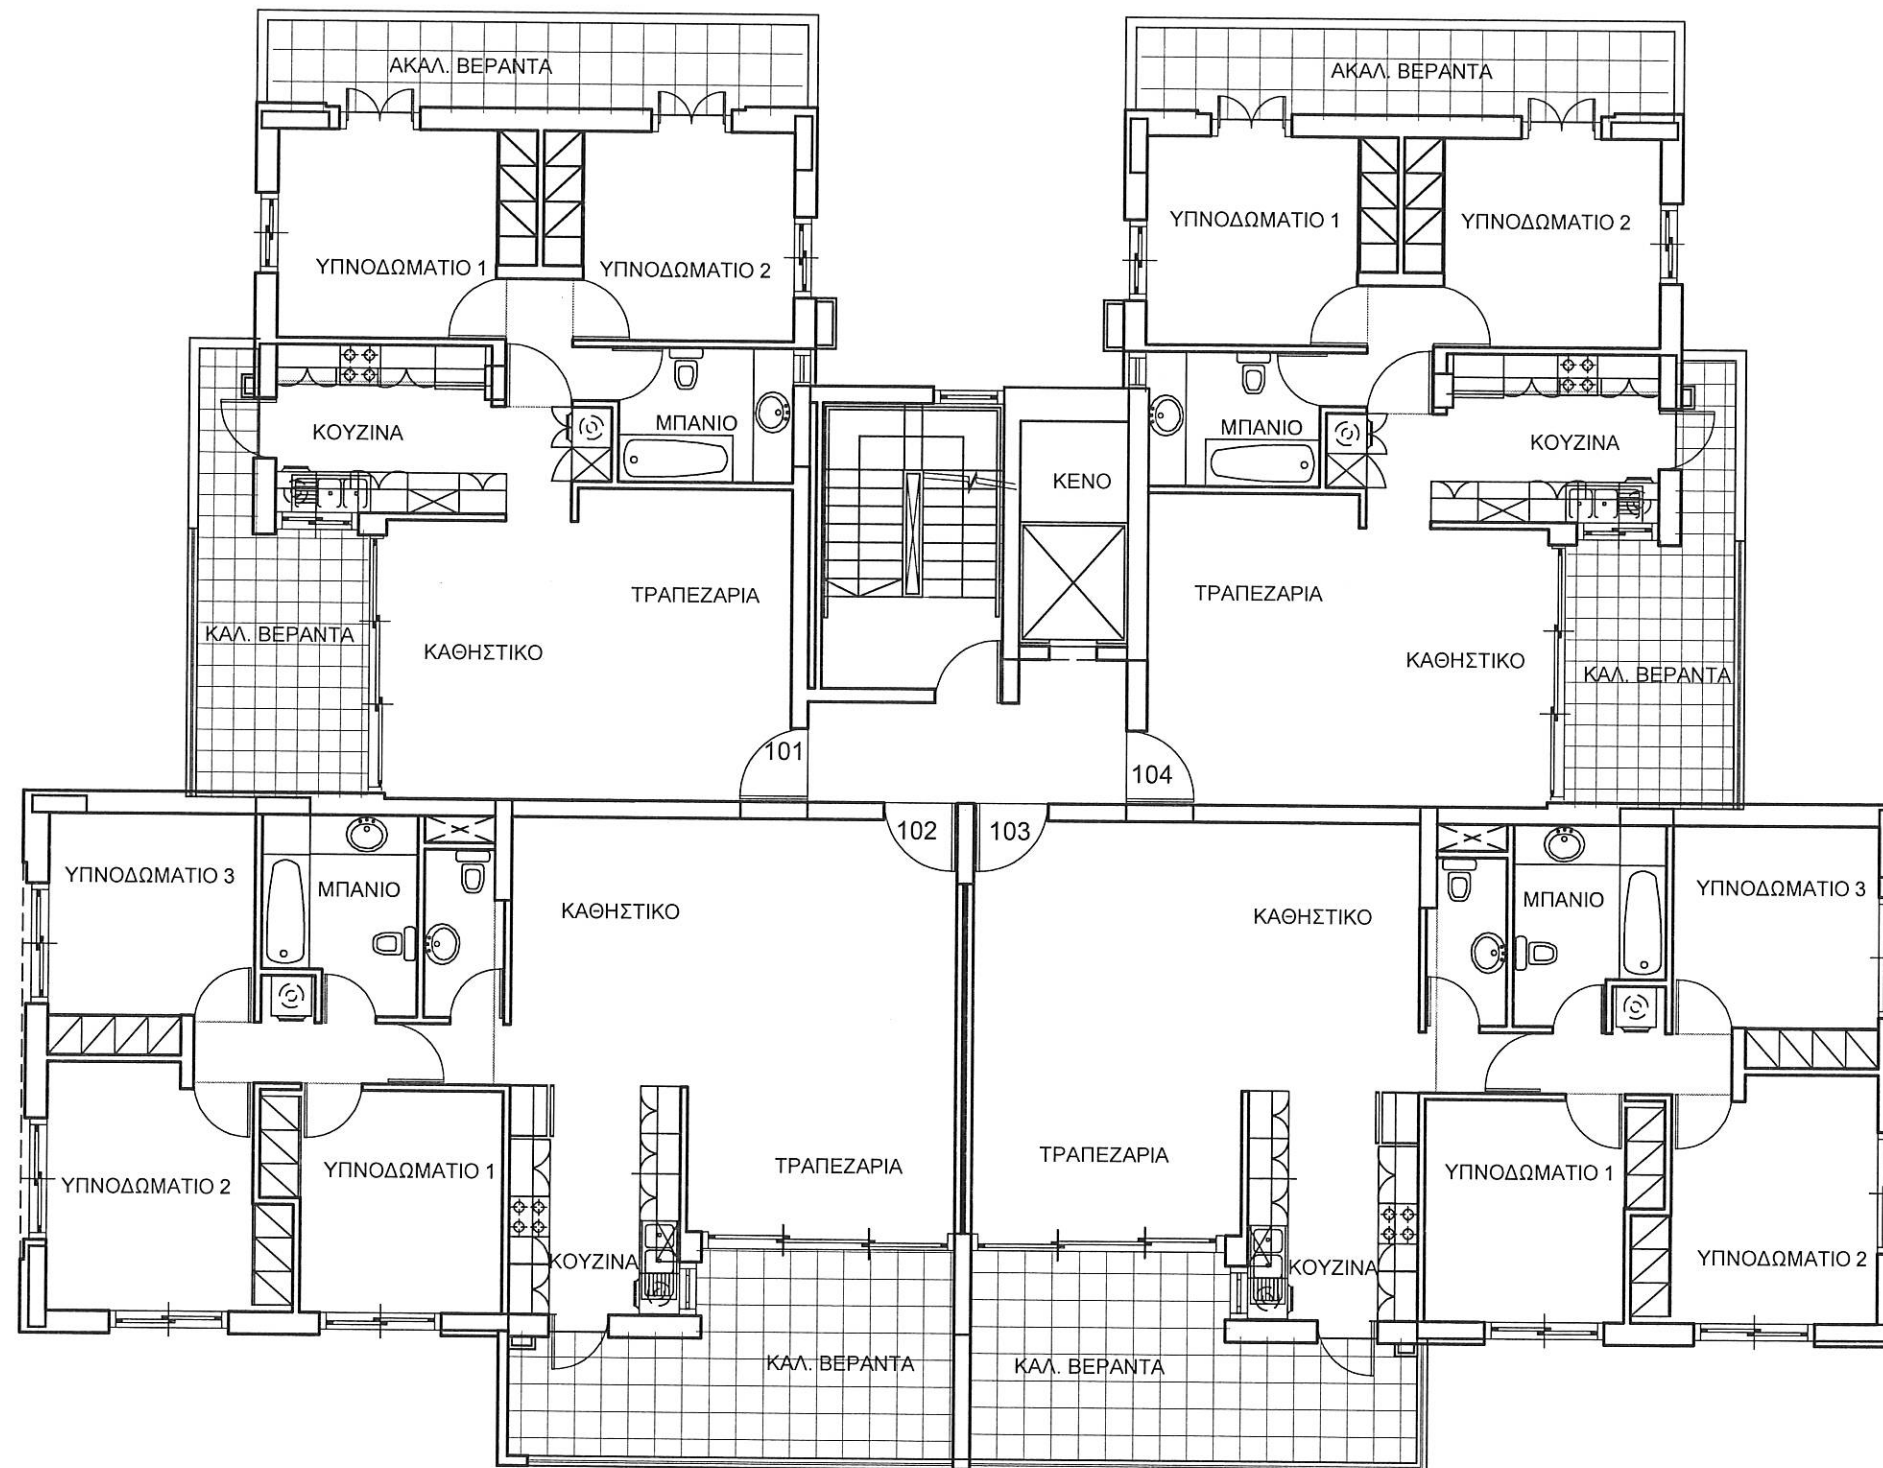 ΑΚΑΛ. ΒΕΡΑΝΤΑ
ΑΚΑΛ. ΒΕΡΑΝΤΑ
ΥΠΝΟΔΩΜΑΤΙΟ 1
ΥΠΝΟΔΩΜΑΤΙΟ 2
ΥΠΝΟΔΩΜΑΤΙΟ 1
ΥΠΝΟΔΩΜΑΤΙΟ 2
ΚΟΥΖΙΝΑ
ΜΠΑΝΙΟ
ΜΠΑΝΙΟ
ΚΟΥΖΙΝΑ
ΚΕΝΟ
ΤΡΑΠΕΖΑΡΙΑ
ΤΡΑΠΕΖΑΡΙΑ
ΚΑΛ. ΒΕΡΑΝΤΑ
ΚΑΘΗΣΤΙΚΟ
ΚΑΘΗΣΤΙΚΟ
ΚΑΛ. ΒΕΡΑΝΤΑ
101
104
102
103
ΥΠΝΟΔΩΜΑΤΙΟ 3
ΜΠΑΝΙΟ
ΚΑΘΗΣΤΙΚΟ
ΚΑΘΗΣΤΙΚΟ
ΜΠΑΝΙΟ
ΥΠΝΟΔΩΜΑΤΙΟ 3
ΥΠΝΟΔΩΜΑΤΙΟ 2
ΥΠΝΟΔΩΜΑΤΙΟ 1
ΤΡΑΠΕΖΑΡΙΑ
ΤΡΑΠΕΖΑΡΙΑ
ΥΠΝΟΔΩΜΑΤΙΟ 1
ΥΠΝΟΔΩΜΑΤΙΟ 2
ΚΟΥΖΙΝΑ
ΚΟΥΖΙΝΑ
ΚΑΛ. ΒΕΡΑΝΤΑ
ΚΑΛ. ΒΕΡΑΝΤΑ